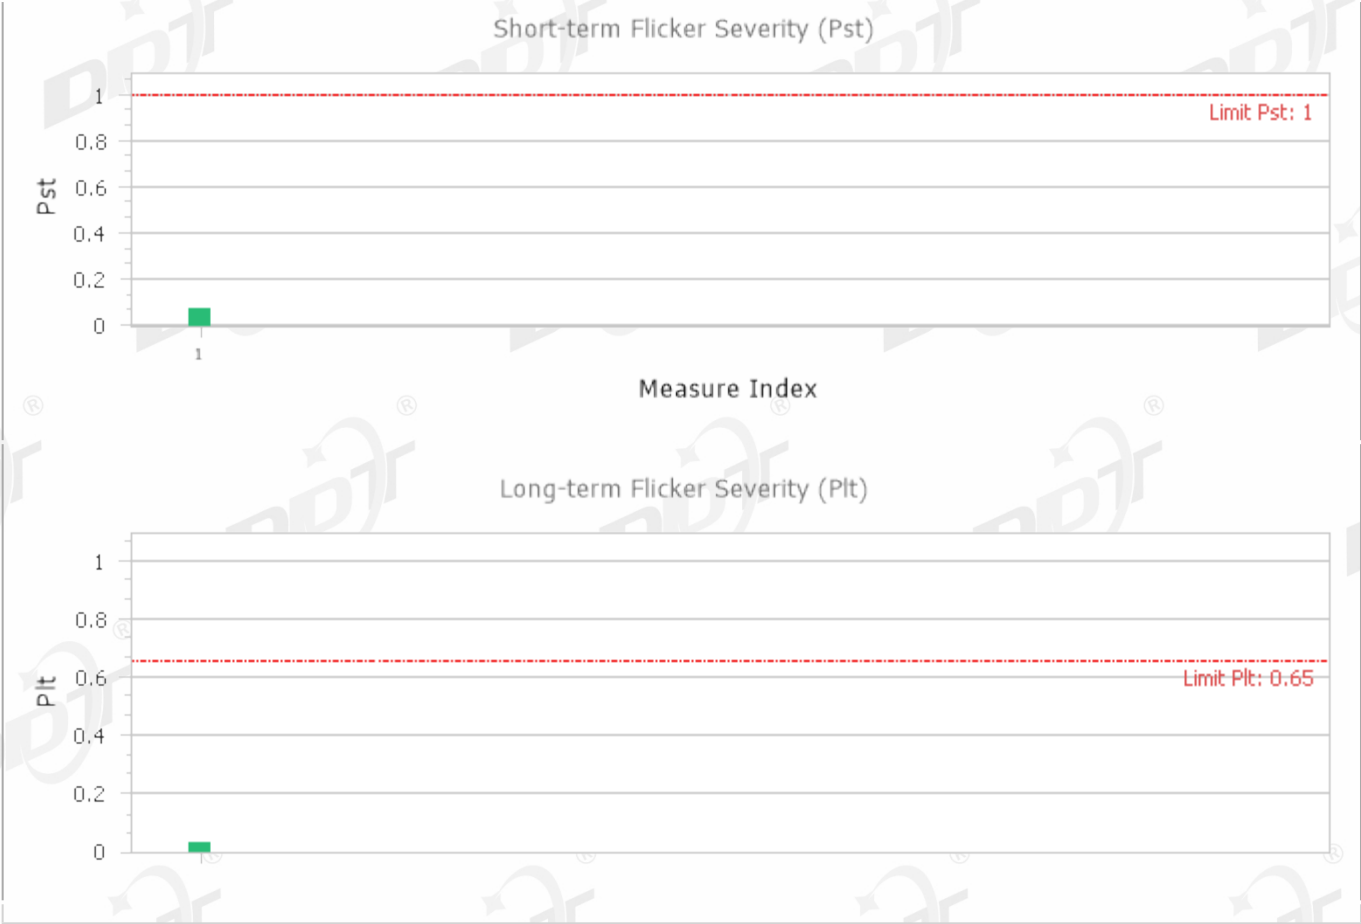 Short-term Flicker Severity (Pst)
1
Limit Pst: 1
0.8
0.6
Pst
0.4
0.2
0
1
Measure Index
Long-term Flicker Severity (Plt)
1
0.8
0.6
Limit Plt: 0.65
Plt
0.4
0.2
0
DDT
®